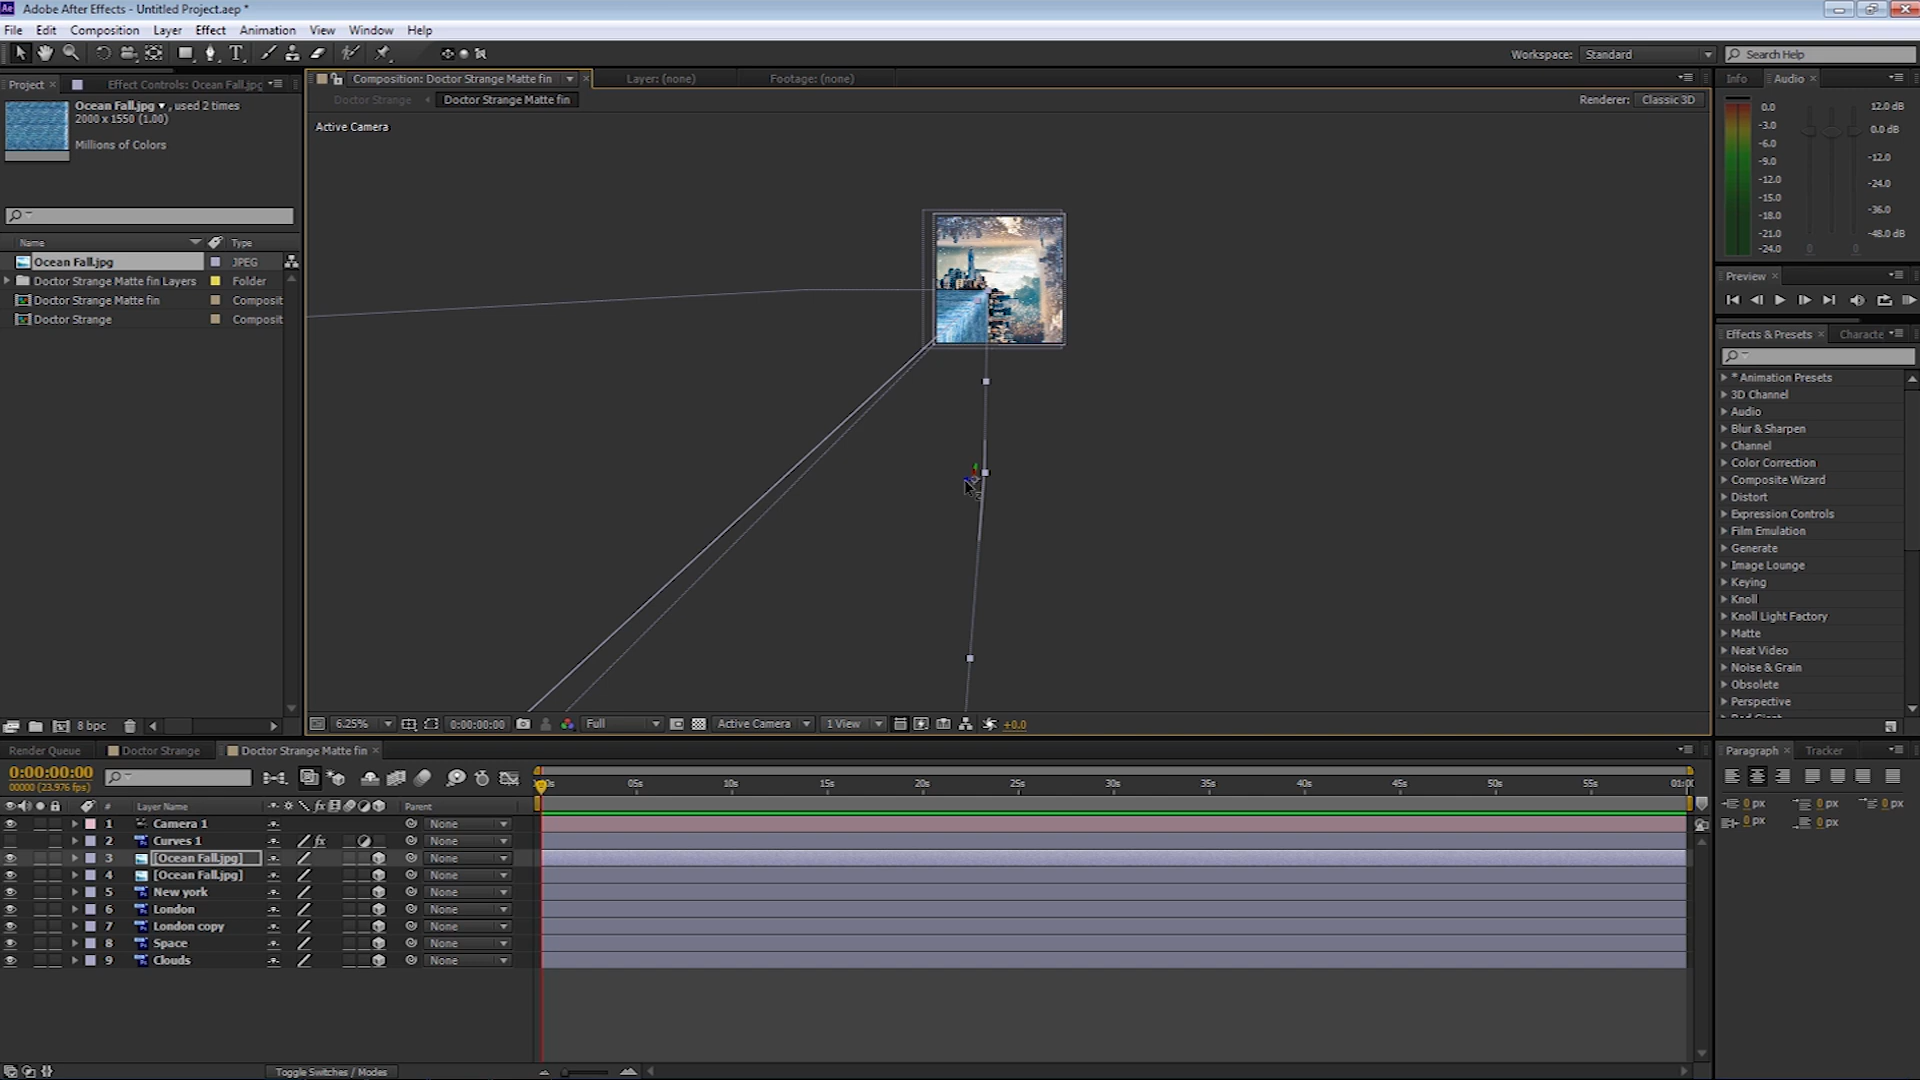 Adobe After Effects - Untitled Project.aep *
File Edit Composition Layer Effect Animation View Window Help
Workspace: Standard Search Help
Project Effect Controls: Ocean Fall.jpg
Composition: Doctor Strange Matte fin Layer: (none) Footage: (none)
Info Audio
Ocean Fall.jpg , used 2 times
2000 x 1550 (1.00)
Millions of Colors
Doctor Strange Doctor Strange Matte fin Renderer: Classic 3D
Active Camera
0.0 12.0 dB
-3.0 0.0 dB
-6.0
-9.0 -12.0
-12.0
-15.0 -24.0
-18.0 -36.0
-21.0 -48.0 dB
-24.0 0 0
Name Type
Ocean Fall.jpg JPEG
Doctor Strange Matte fin Layers Folder
Doctor Strange Matte fin Composit
Doctor Strange Composit
Preview
Effects & Presets Characte
* Animation Presets
3D Channel
Audio
Blur & Sharpen
Channel
Color Correction
Composite Wizard
Distort
Expression Controls
Film Emulation
Generate
Image Lounge
Keying
Knoll
Knoll Light Factory
Matte
Neat Video
Noise & Grain
Obsolete
Perspective
8 bpc
6.25% 0:00:00:00 Full Active Camera 1 View +0.0
Render Queue Doctor Strange Doctor Strange Matte fin
Paragraph Tracker
0:00:00:00
00000 (23.976 fps)
05s 10s 15s 20s 25s 30s 35s 40s 45s 50s 55s
# Layer Name Parent
1 Camera 1 None
2 Curves 1 fx None
3 [Ocean Fall.jpg] None
4 [Ocean Fall.jpg] None
5 New york None
6 London None
7 London copy None
8 Space None
9 Clouds None
0 px 0 px 0 px
0 px 0 px
Toggle Switches / Modes